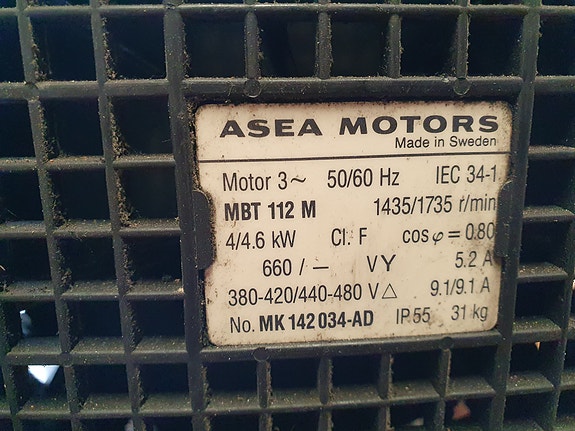 ASEA MOTORS
Made in Sweden
Motor 3~ 50/60 Hz IEC 34-1
MBT 112 M 1435/1735 r/min
4/4.6 kW Cl. F cos φ = 0.80
660 / — V Y 5.2 A
380-420/440-480 V △ 9.1/9.1 A
No. MK 142 034-AD IP 55 31 kg